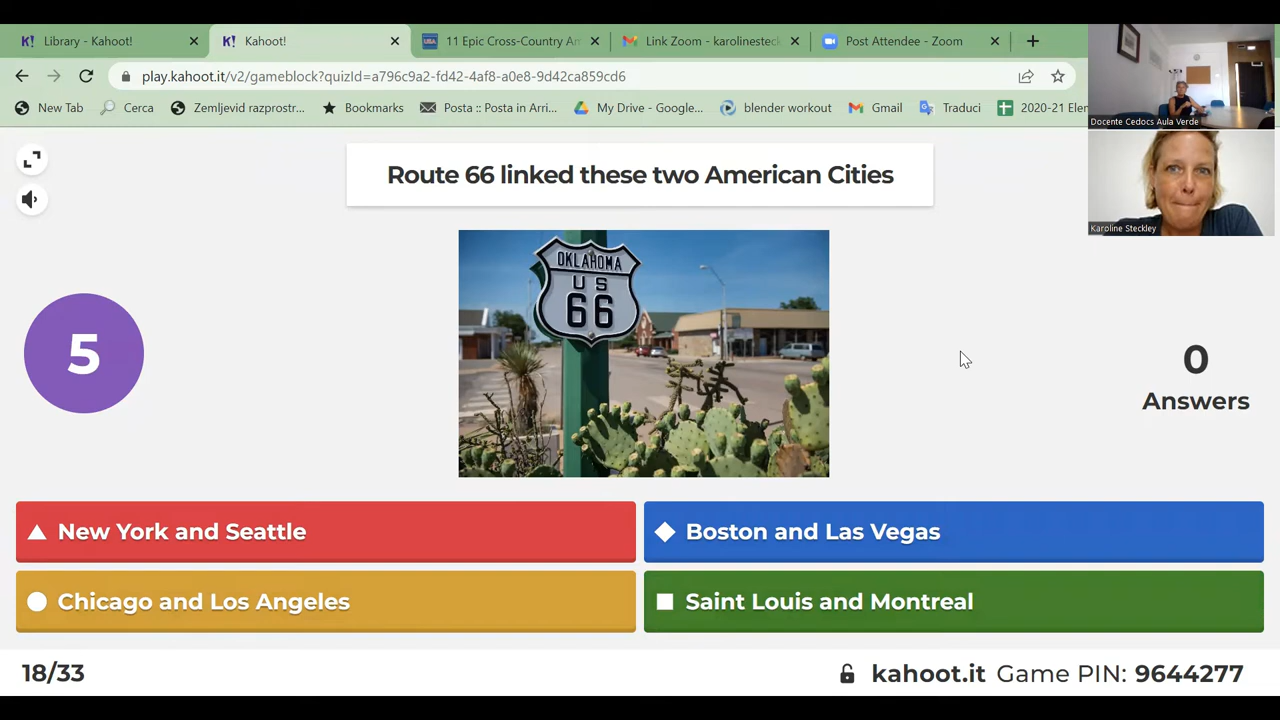 Library - Kahoot!
Kahoot!
11 Epic Cross-Country Am
Link Zoom - karolinesteck
Post Attendee - Zoom
play.kahoot.it/v2/gameblock?quizId=a796c9a2-fd42-4af8-a0e8-9d42ca859cd6
New Tab
Cerca
Zemljevid razprostr...
Bookmarks
Posta :: Posta in Arri...
My Drive - Google...
blender workout
Gmail
Traduci
2020-21 Elem
Docente Cedocs Aula Verde
Karoline Steckley
Route 66 linked these two American Cities
OKLAHOMA
US
66
5
0
Answers
New York and Seattle
Boston and Las Vegas
Chicago and Los Angeles
Saint Louis and Montreal
18/33
kahoot.it Game PIN: 9644277